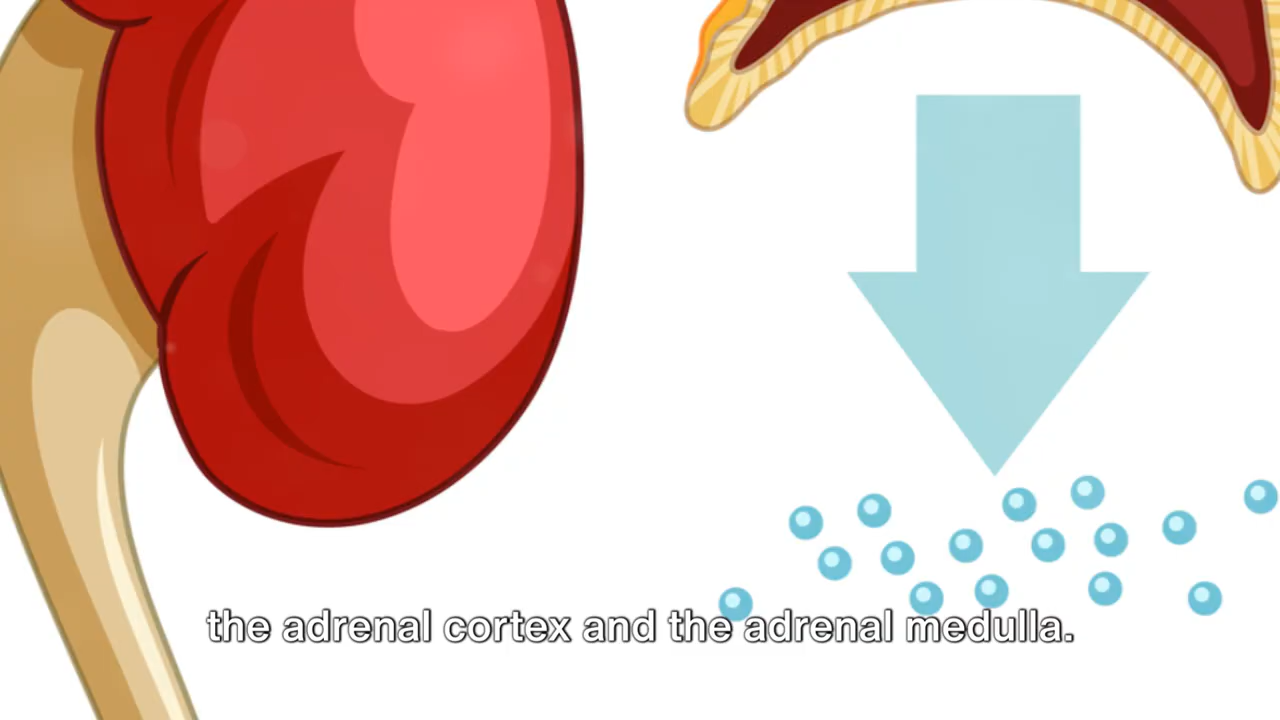 the adrenal cortex and the adrenal medulla.